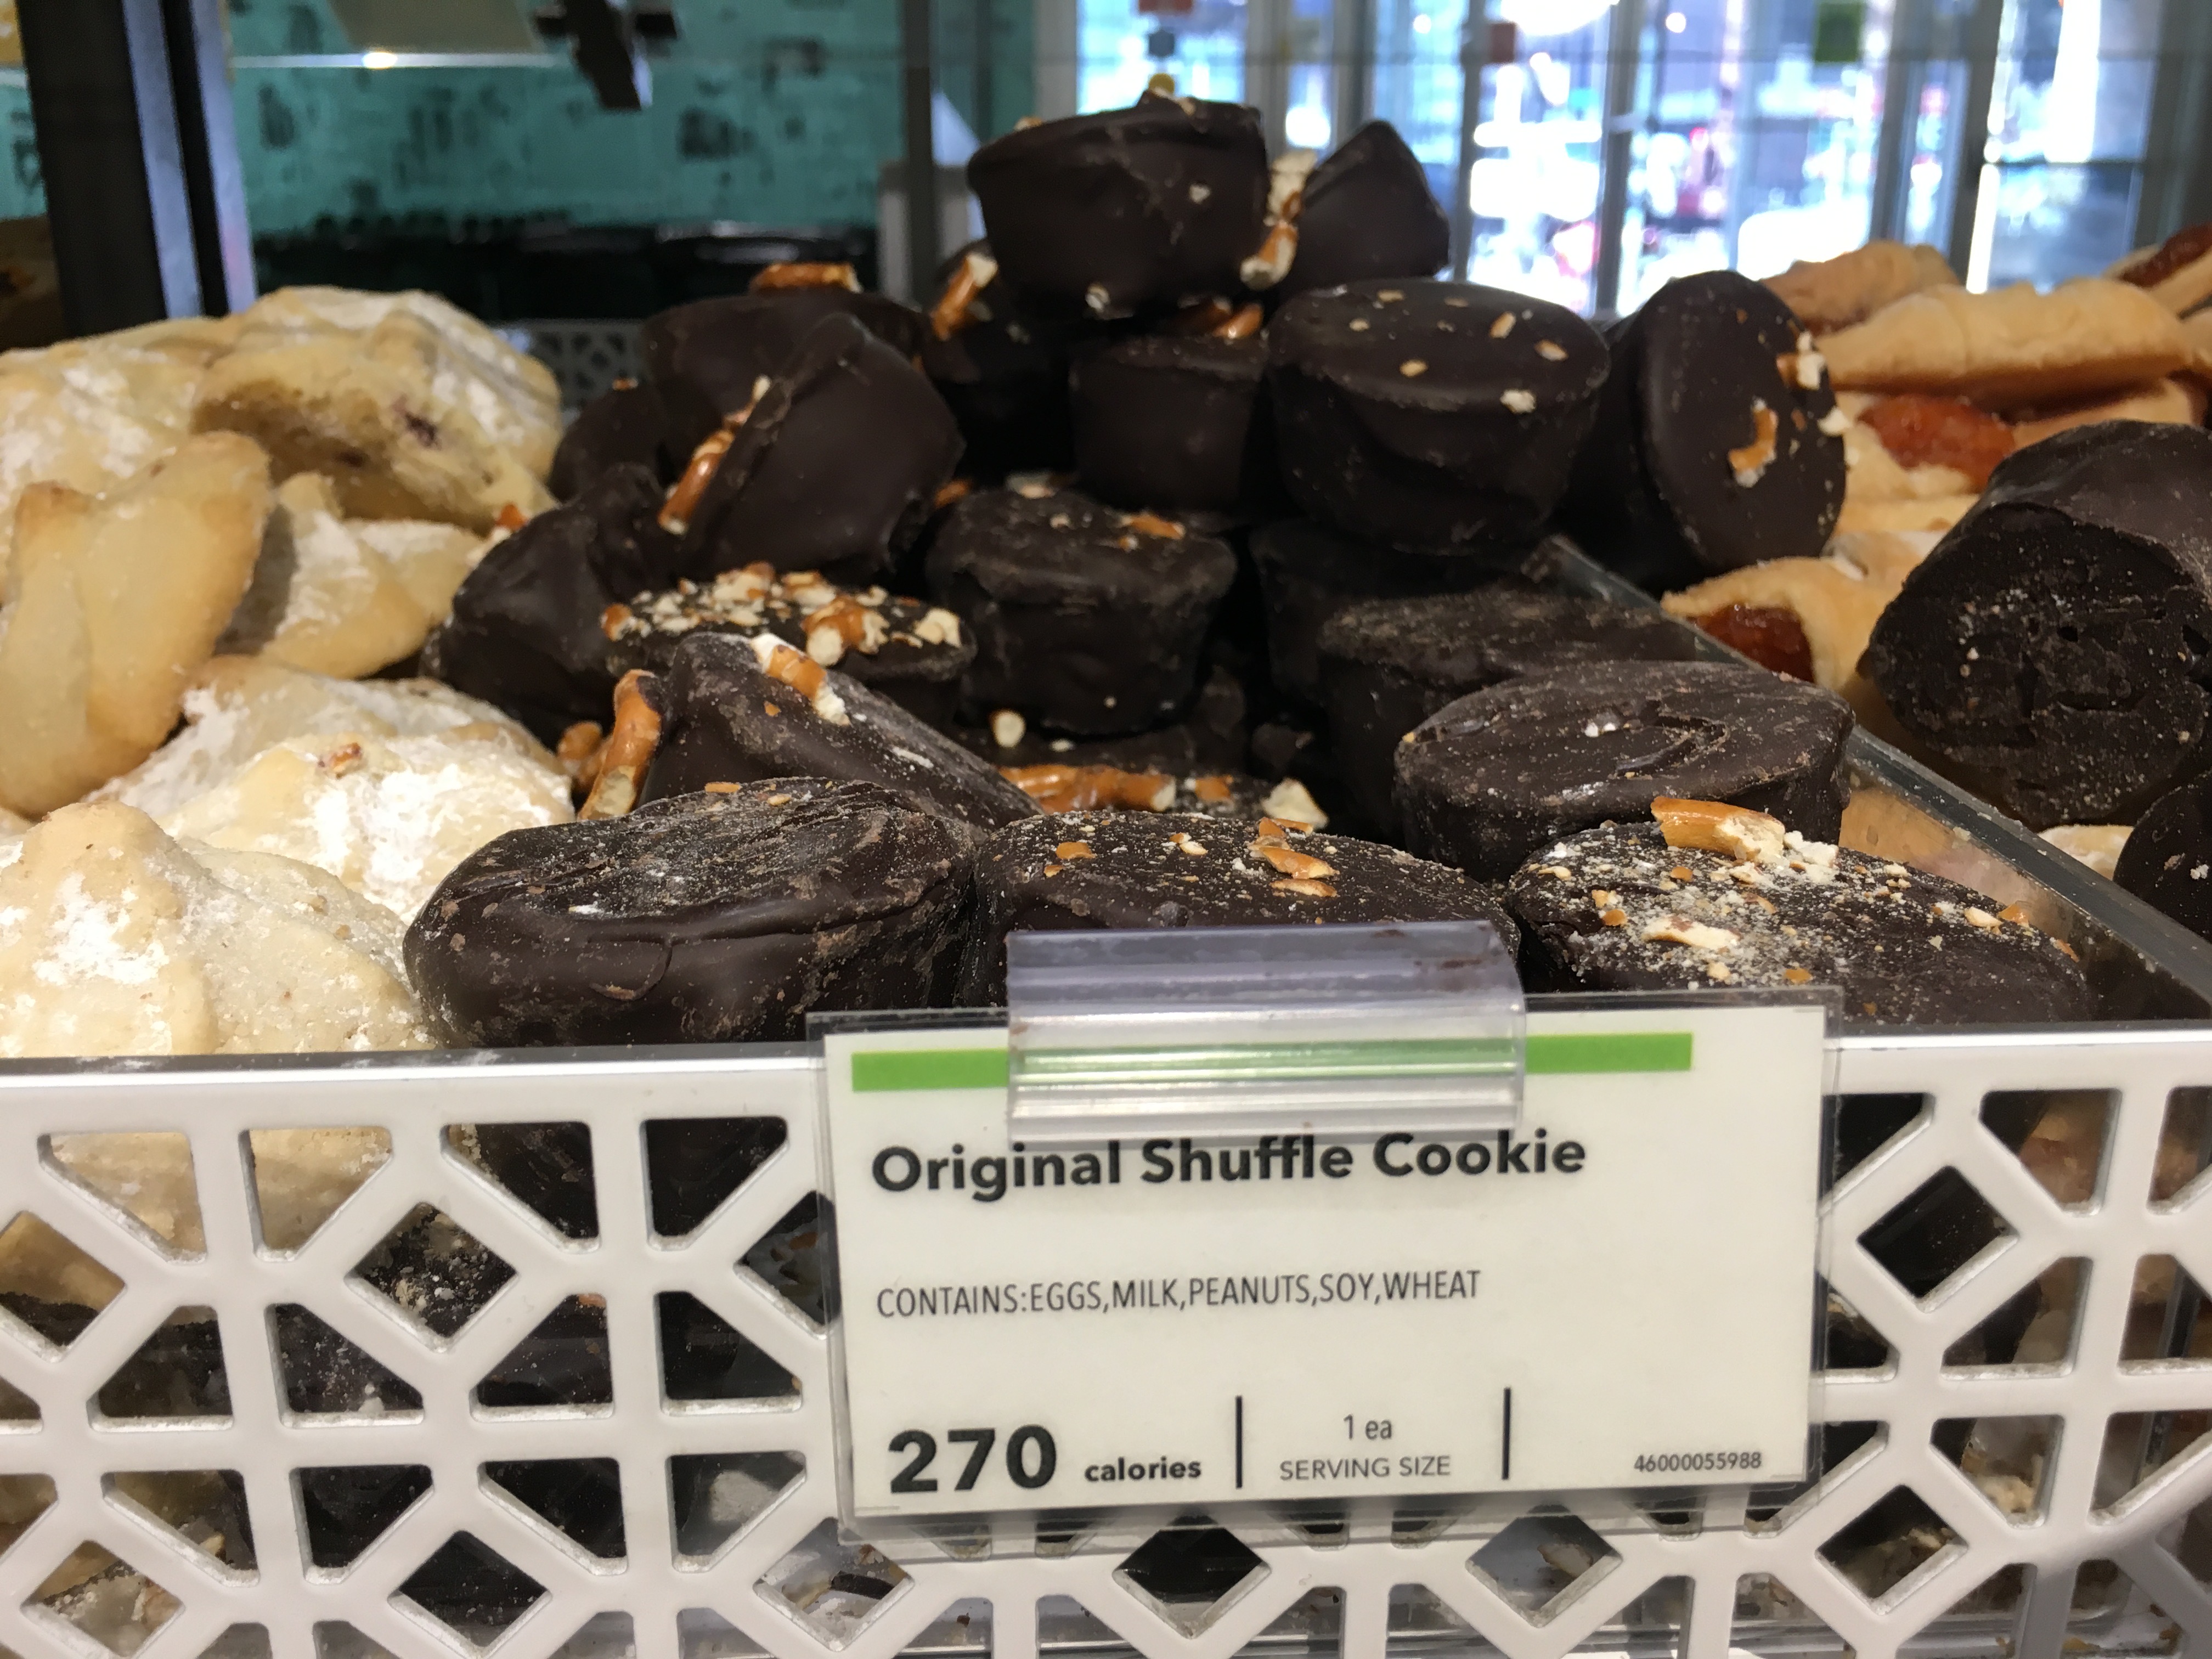 Original Shuffle Cookie
CONTAINS:EGGS,MILK,PEANUTS,SOY,WHEAT
270 calories
1 ea
SERVING SIZE
46000055988